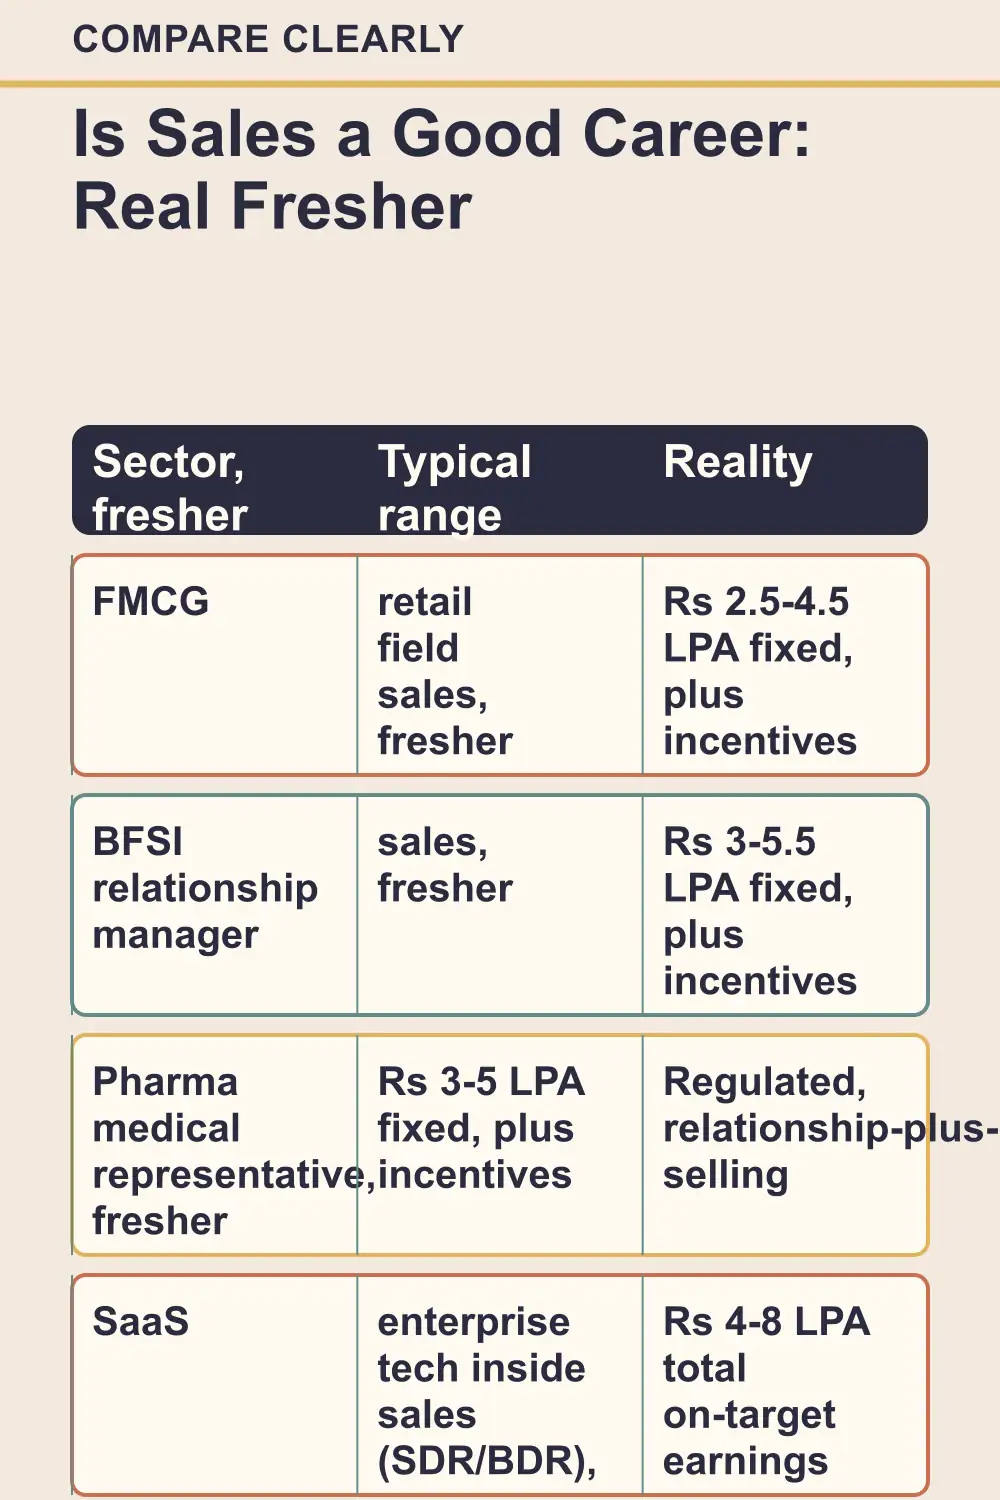 COMPARE CLEARLY
Is Sales a Good Career:
Real Fresher
Sector,
fresher
Typical
range
Reality
FMCG
retail
field
sales,
fresher
Rs 2.5-4.5
LPA fixed,
plus
incentives
BFSI
relationship
manager
sales,
fresher
Rs 3-5.5
LPA fixed,
plus
incentives
Pharma
medical
representative,
fresher
Rs 3-5 LPA
fixed, plus
incentives
Regulated,
relationship-plus-
selling
SaaS
enterprise
tech inside
sales
(SDR/BDR),
Rs 4-8 LPA
total
on-target
earnings